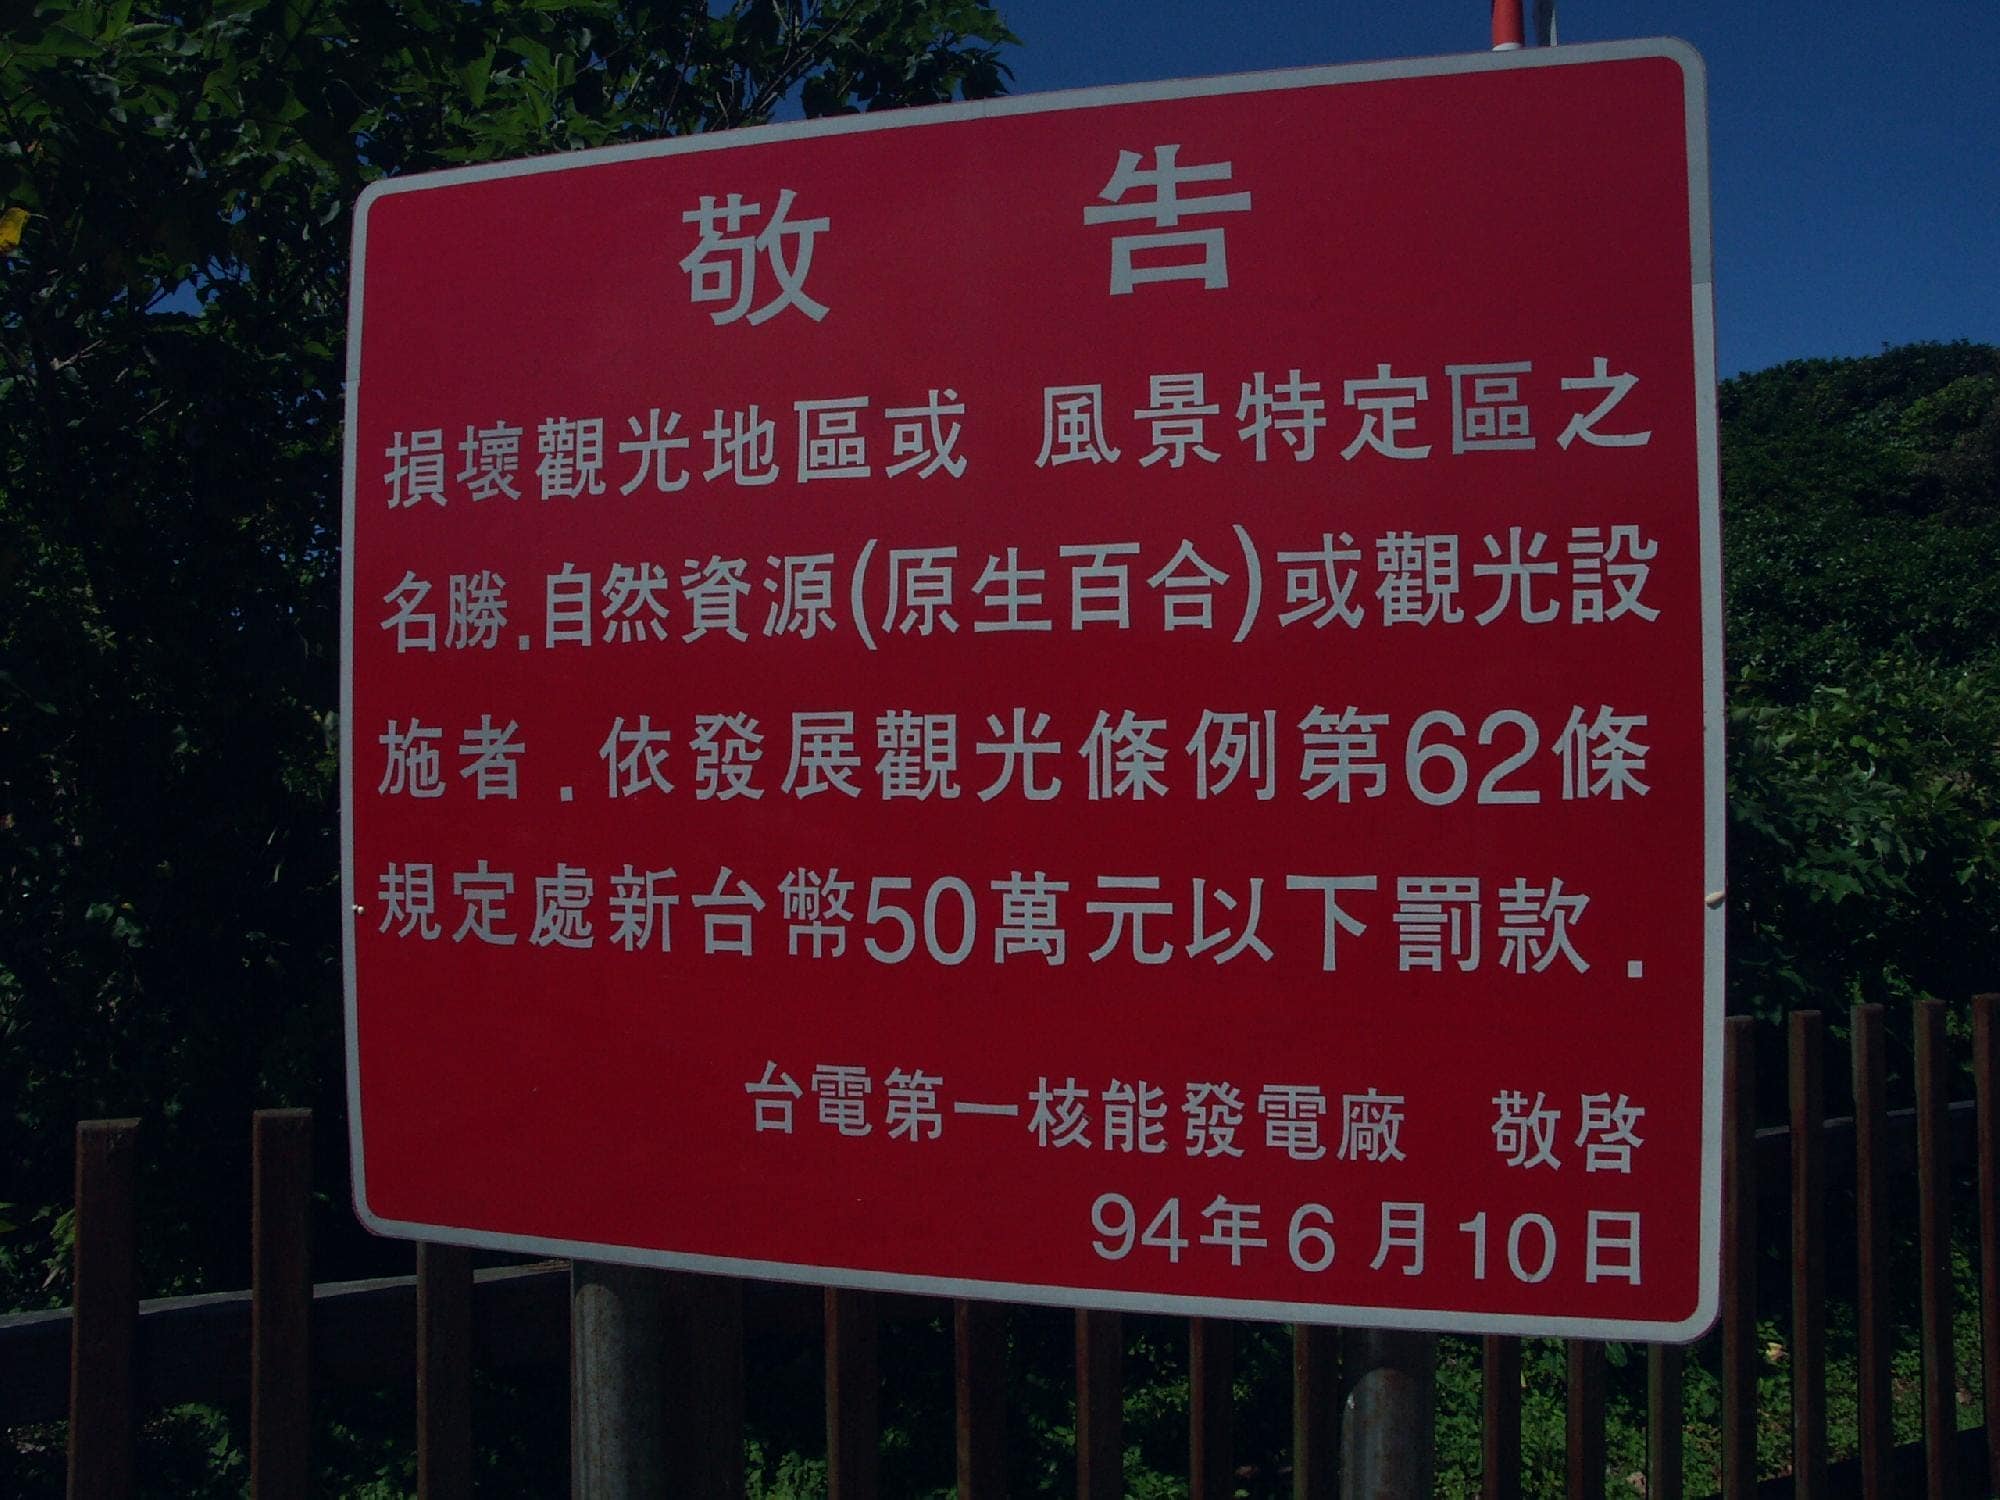 敬 告
損壞觀光地區或 風景特定區之
名勝.自然資源(原生百合)或觀光設
施者.依發展觀光條例第62條
規定處新台幣50萬元以下罰款.
台電第一核能發電廠 敬啓
94年6月10日